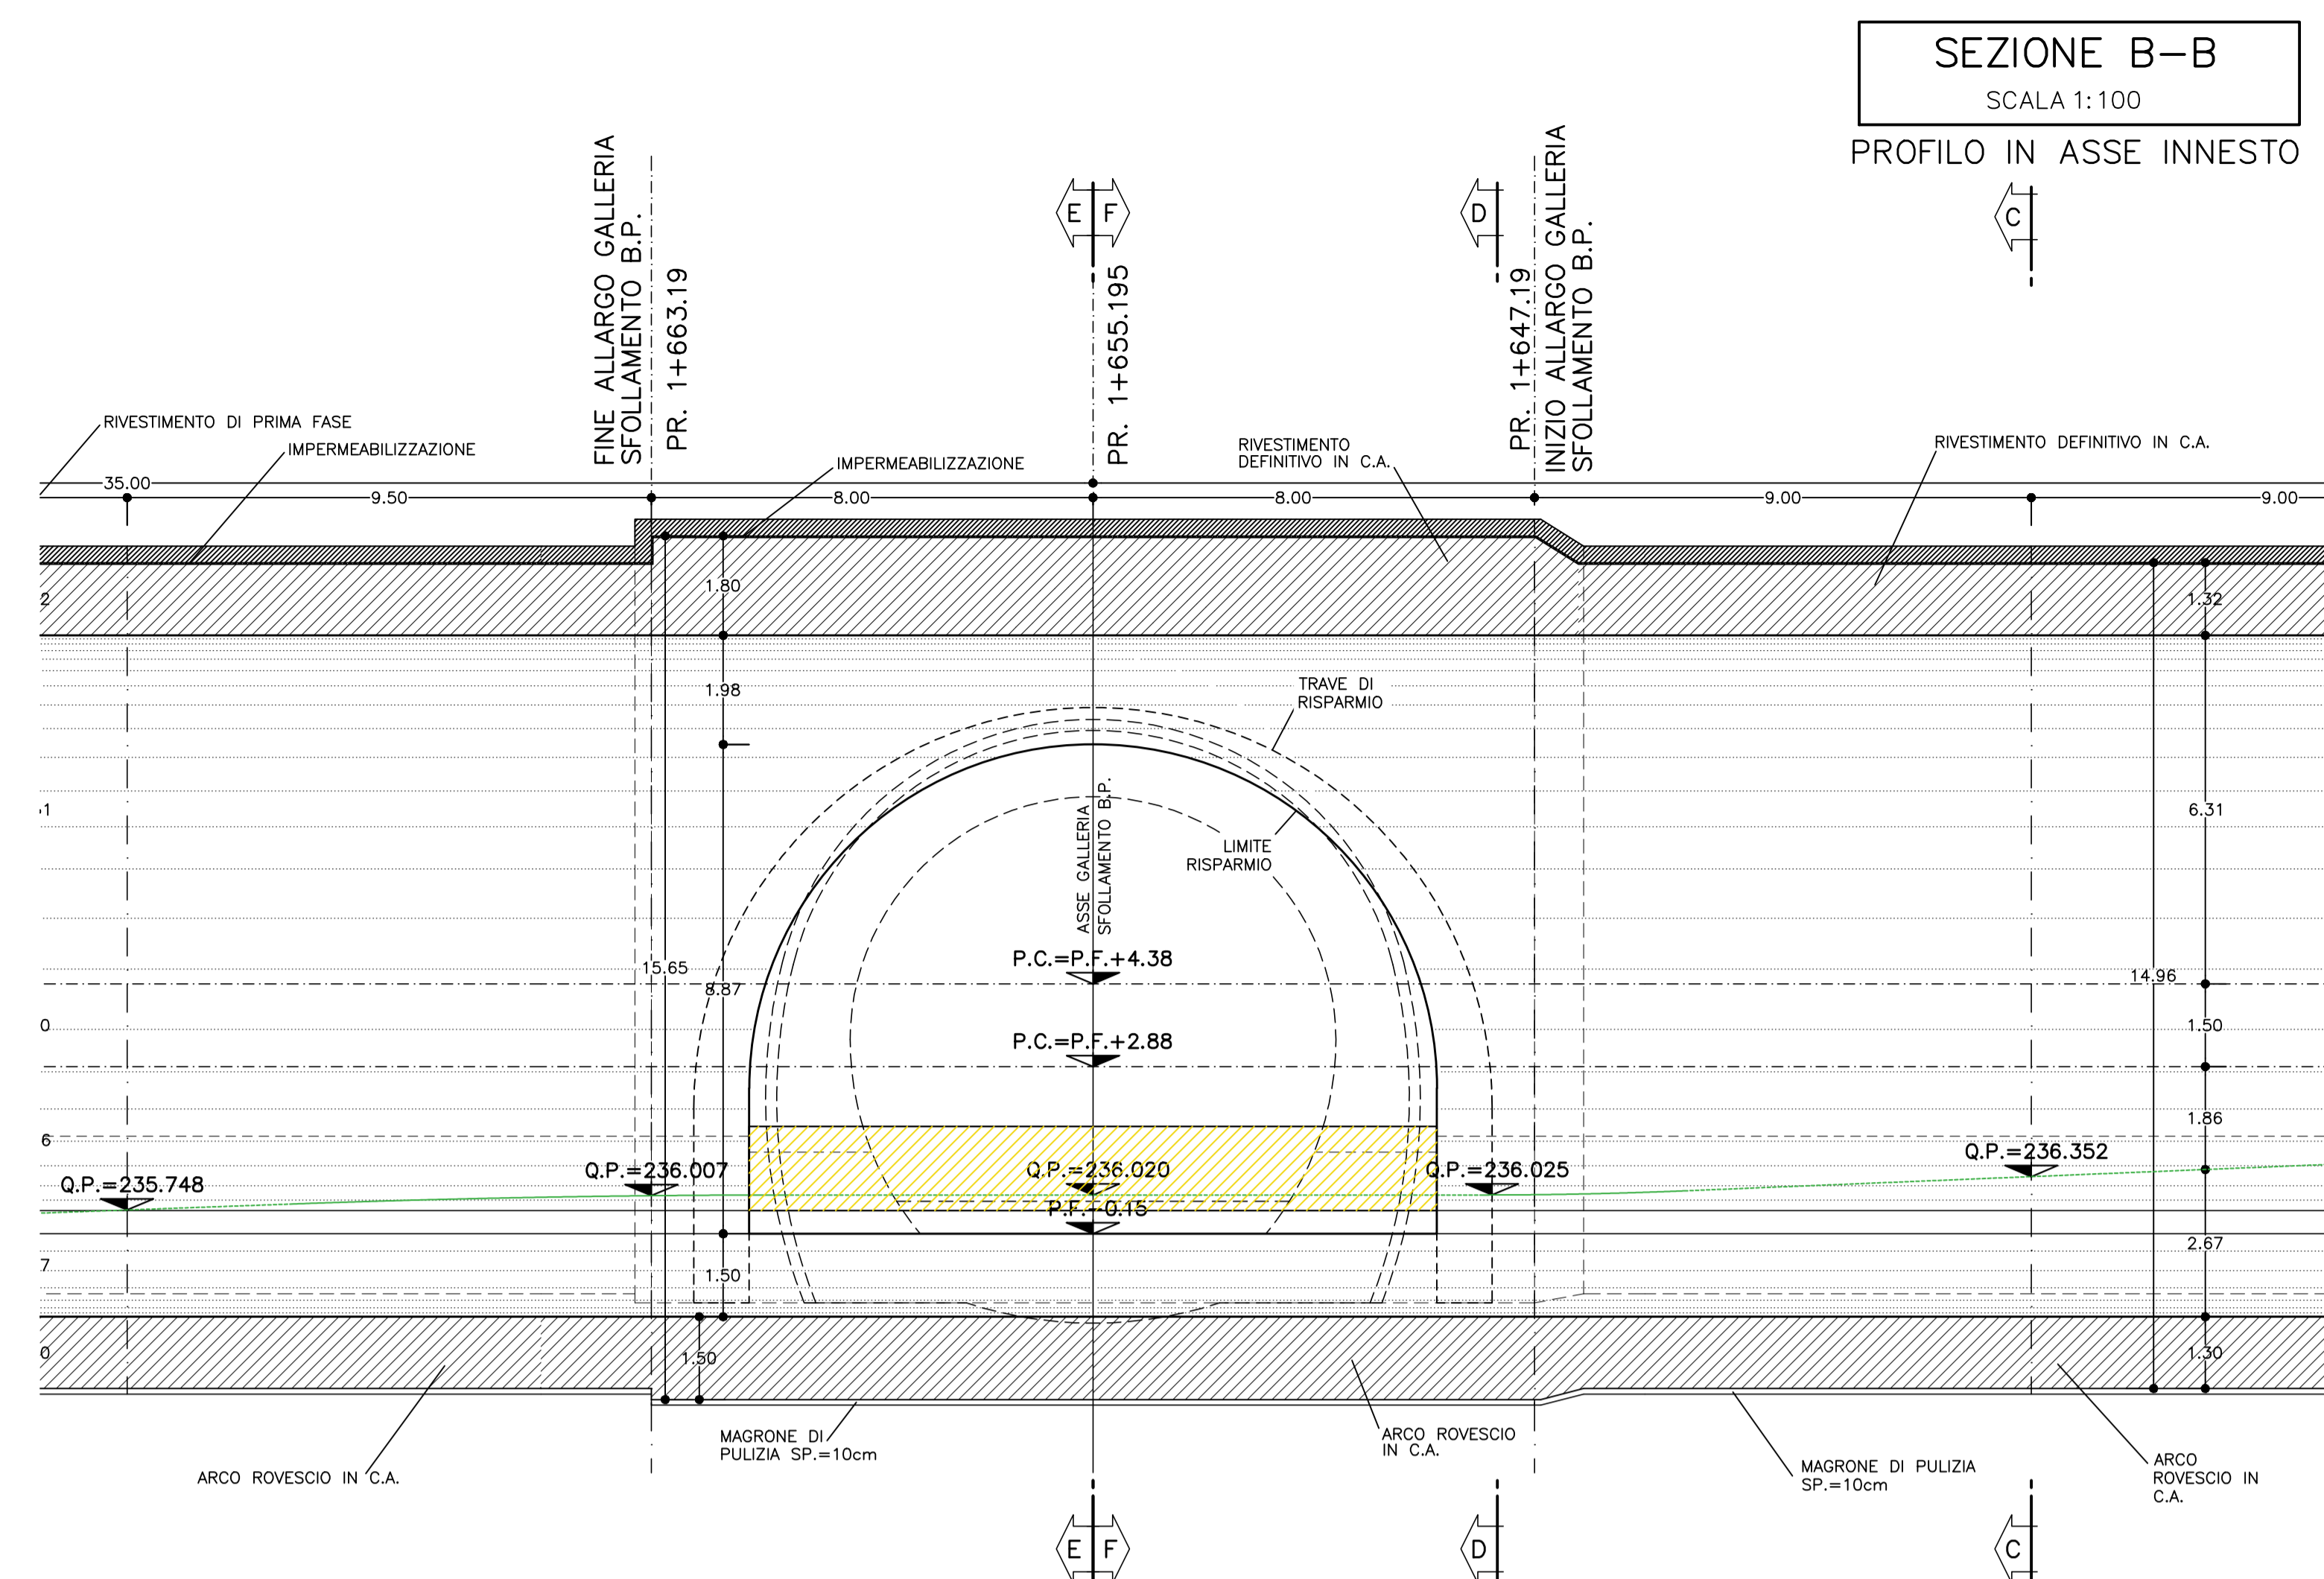 SEZIONE B-B
SCALA 1:100
PROFILO IN ASSE INNESTO
FINE ALLARGO GALLERIA
SFOLLAMENTO B.P.
PR. 1+663.19
E F
PR. 1+655.195
D
PR. 1+647.19
INIZIO ALLARGO GALLERIA
SFOLLAMENTO B.P.
C
RIVESTIMENTO DI PRIMA FASE
IMPERMEABILIZZAZIONE
IMPERMEABILIZZAZIONE
RIVESTIMENTO
DEFINITIVO IN C.A.
RIVESTIMENTO DEFINITIVO IN C.A.
35.00
9.50
8.00
8.00
9.00
9.00
2
1.80
1.32
1.98
TRAVE DI
RISPARMIO
1
6.31
ASSE GALLERIA
SFOLLAMENTO B.P.
LIMITE
RISPARMIO
P.C.=P.F.+4.38
15.65
8.87
14.96
0
1.50
P.C.=P.F.+2.88
6
1.86
Q.P.=235.748
Q.P.=236.007
Q.P.=236.020
Q.P.=236.025
Q.P.=236.352
P.F.-0.15
7
1.50
2.67
0
1.50
1.30
MAGRONE DI
PULIZIA SP.=10cm
ARCO ROVESCIO
IN C.A.
ARCO ROVESCIO IN C.A.
MAGRONE DI PULIZIA
SP.=10cm
ARCO
ROVESCIO IN
C.A.
E F
D
C